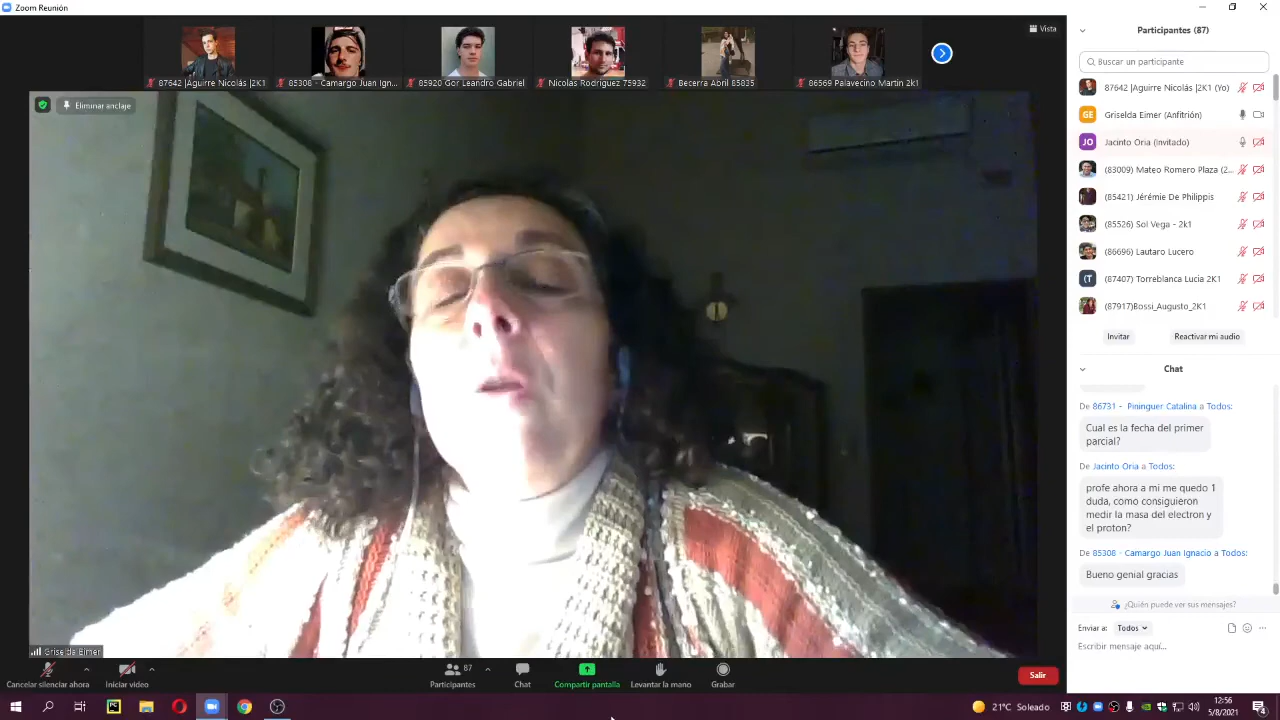 Zoom Reunión
Vista
87642 |Aguirre Nicolás |2K1
85308 - Camargo Juan Ign...
85920 Gor Leandro Gabriel
Nicolas Rodriguez 75932
Becerra Abril 85835
86569 Palavecino Martin 2k1
Eliminar anclaje
Griselda Eimer
Participantes (87)
Buscar un participante
87642 |Aguirre Nicolás |2K1 (Yo)
GE
Griselda Eimer (Anfitrión)
JO
Jacinto Oria (Invitado)
(83009) Mateo Romero Plaza (2...
(85421) Jérémie De Philippis
(85526) Sol Vega - 2k1
(86696) Lautaro Lucero
(T
(87407) Torreblanca Lucia 2K1
(87917)Bossi_Augusto_2K1
Invitar
Reactivar mi audio
Chat
De 86731 - Pininguer Catalina a Todos:
Cual es la fecha del primer
parcial?
De Jacinto Oria a Todos:
profe ahora a mi me quedo 1
duda, como consiguieron
medir la masa del electron y
el proton?
De 85308 - Camargo Juan Ignacio a Todos:
Bueno genial gracias
¿Quién puede ver sus mensajes?
Enviar a:
Todos
Escribir mensaje aquí...
Cancelar silenciar ahora
Iniciar video
87
Participantes
Chat
Compartir pantalla
Levantar la mano
Grabar
Salir
21°C Soleado
12:56
5/8/2021
4